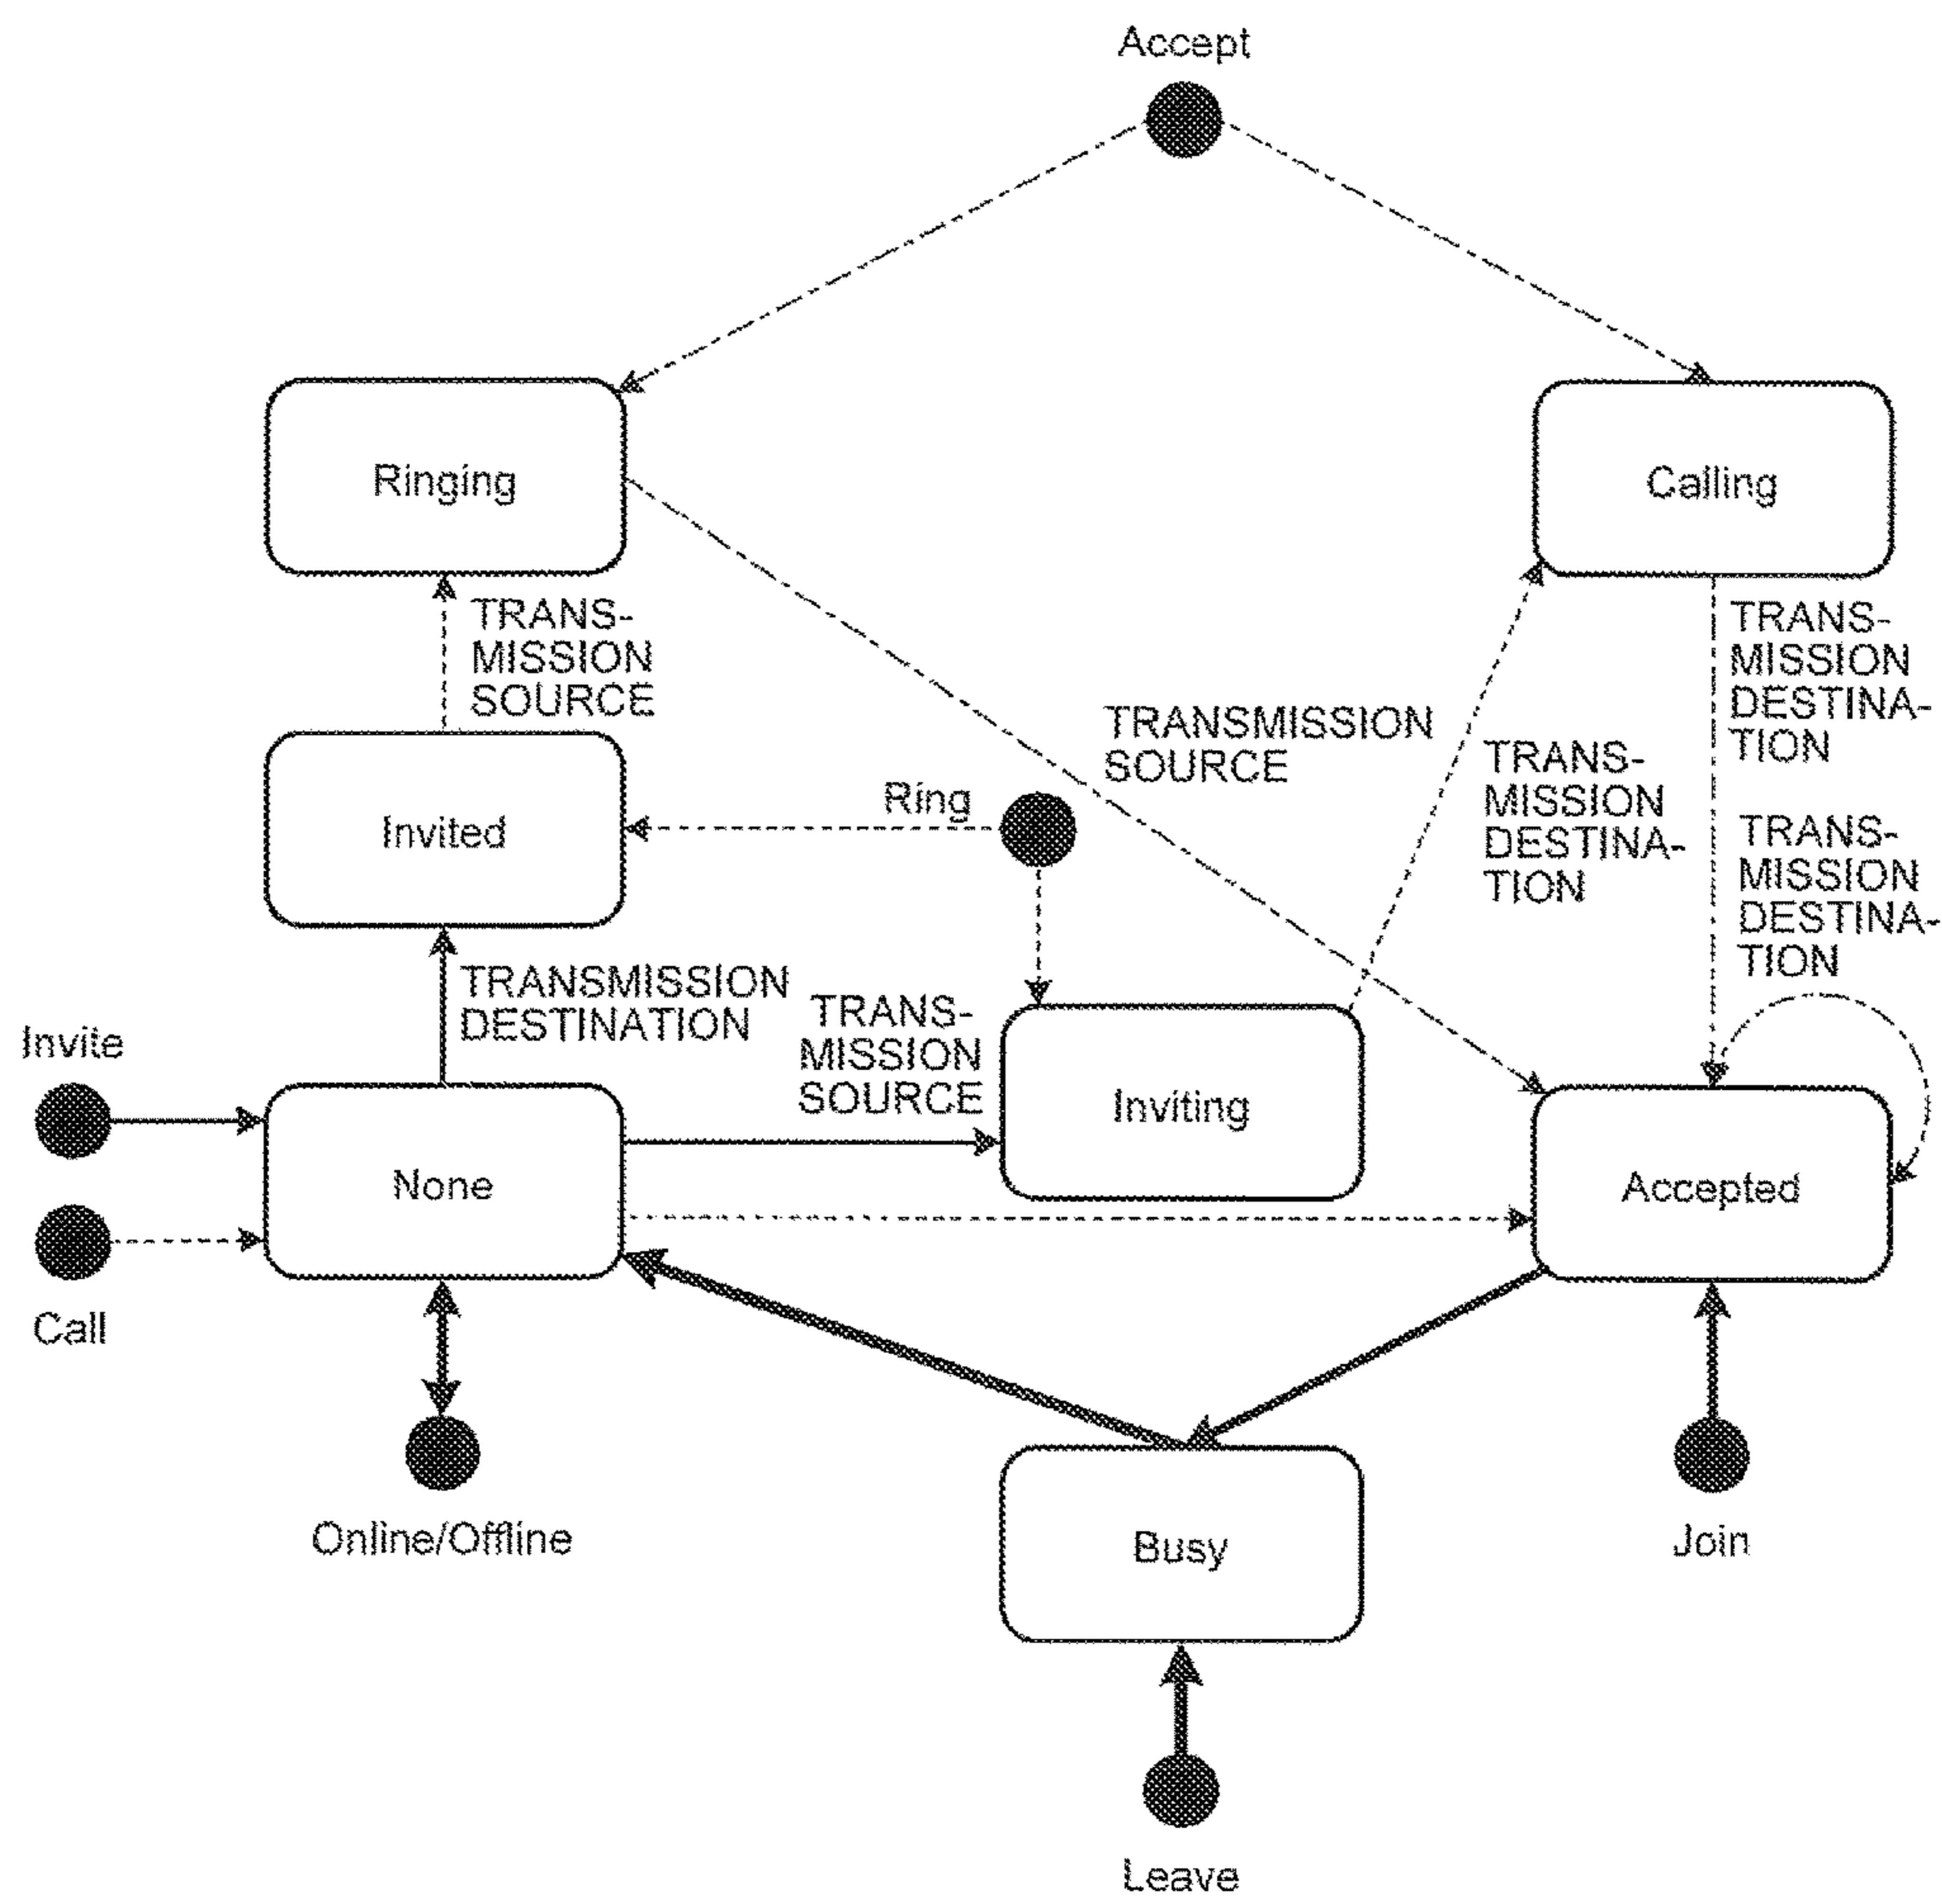 Accept
Ringing
Calling
TRANS-
MISSION
SOURCE
TRANS-
MISSION
DESTINA-
TION
TRANSMISSION
SOURCE
TRANS-
MISSION
DESTINA-
TION
Ring
Invited
TRANS-
MISSION
DESTINA-
TION
TRANSMISSION
DESTINATION
TRANS-
MISSION
SOURCE
Invite
None
Inviting
Accepted
Call
Online/Offline
Busy
Join
Leave